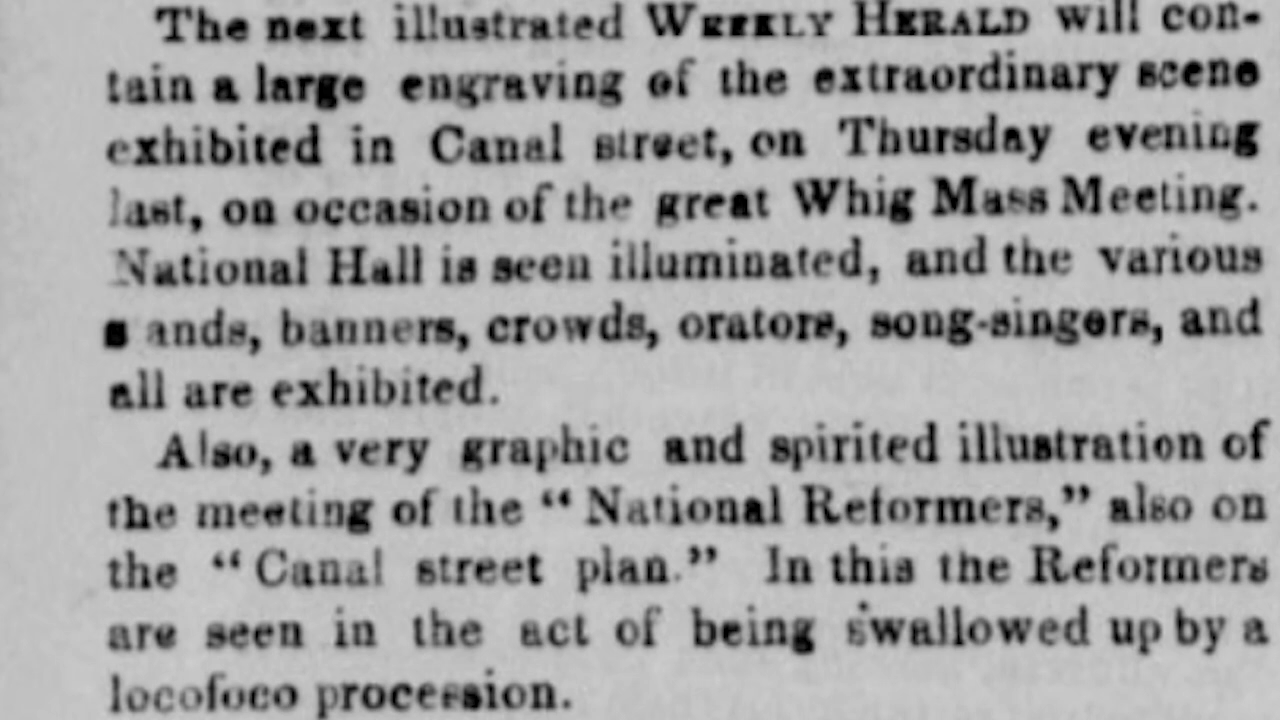 The next illustrated WEEKLY HERALD will con-
tain a large engraving of the extraordinary scene
exhibited in Canal street, on Thursday evening
last, on occasion of the great Whig Mass Meeting.
National Hall is seen illuminated, and the various
s ands, banners, crowds, orators, song-singers, and
all are exhibited.
Also, a very graphic and spirited illustration of
the meeting of the “National Reformers,” also on
the “Canal street plan.” In this the Reformers
are seen in the act of being swallowed up by a
locofoco procession.